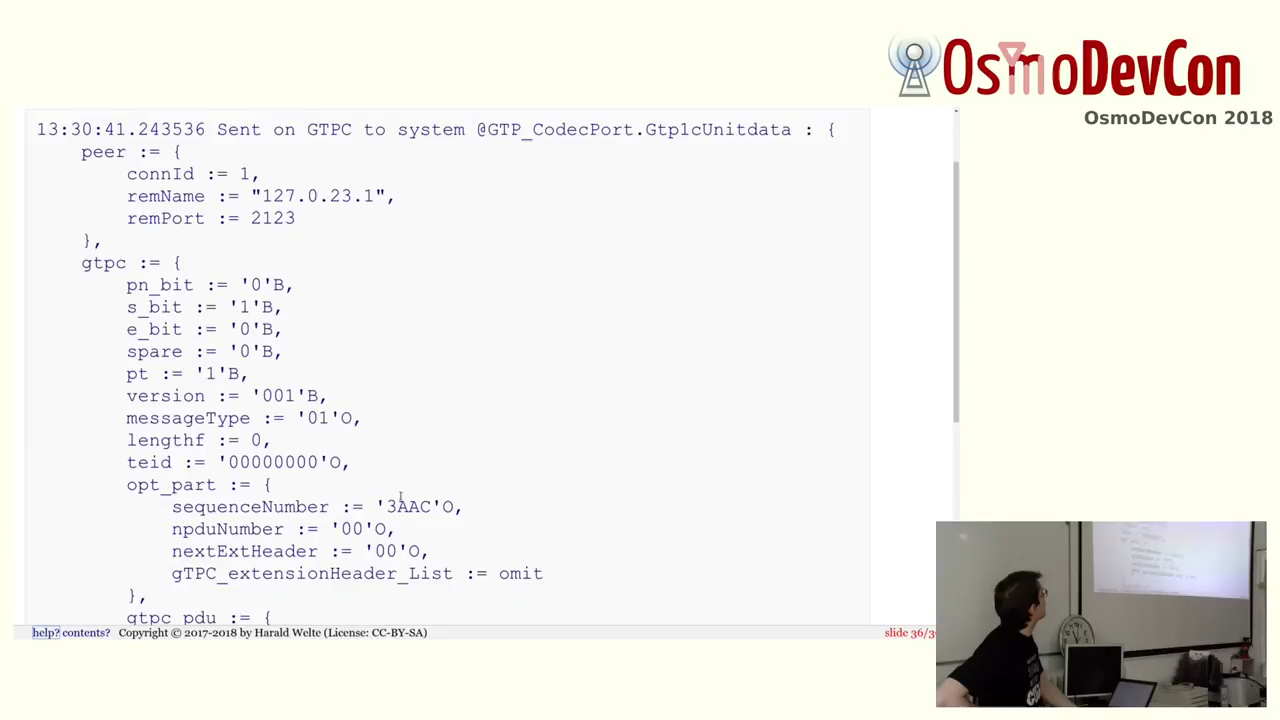 OsmoDevCon
OsmoDevCon 2018
13:30:41.243536 Sent on GTPC to system @GTP_CodecPort.Gtp1cUnitdata : {
peer := {
connId := 1,
remName := "127.0.23.1",
remPort := 2123
},
gtpc := {
pn_bit := '0'B,
s_bit := '1'B,
e_bit := '0'B,
spare := '0'B,
pt := '1'B,
version := '001'B,
messageType := '01'O,
lengthf := 0,
teid := '00000000'O,
opt_part := {
sequenceNumber := '3AAC'O,
npduNumber := '00'O,
nextExtHeader := '00'O,
gTPC_extensionHeader_List := omit
},
gtpc_pdu := {
help? contents? Copyright © 2017-2018 by Harald Welte (License: CC-BY-SA)
slide 36/3